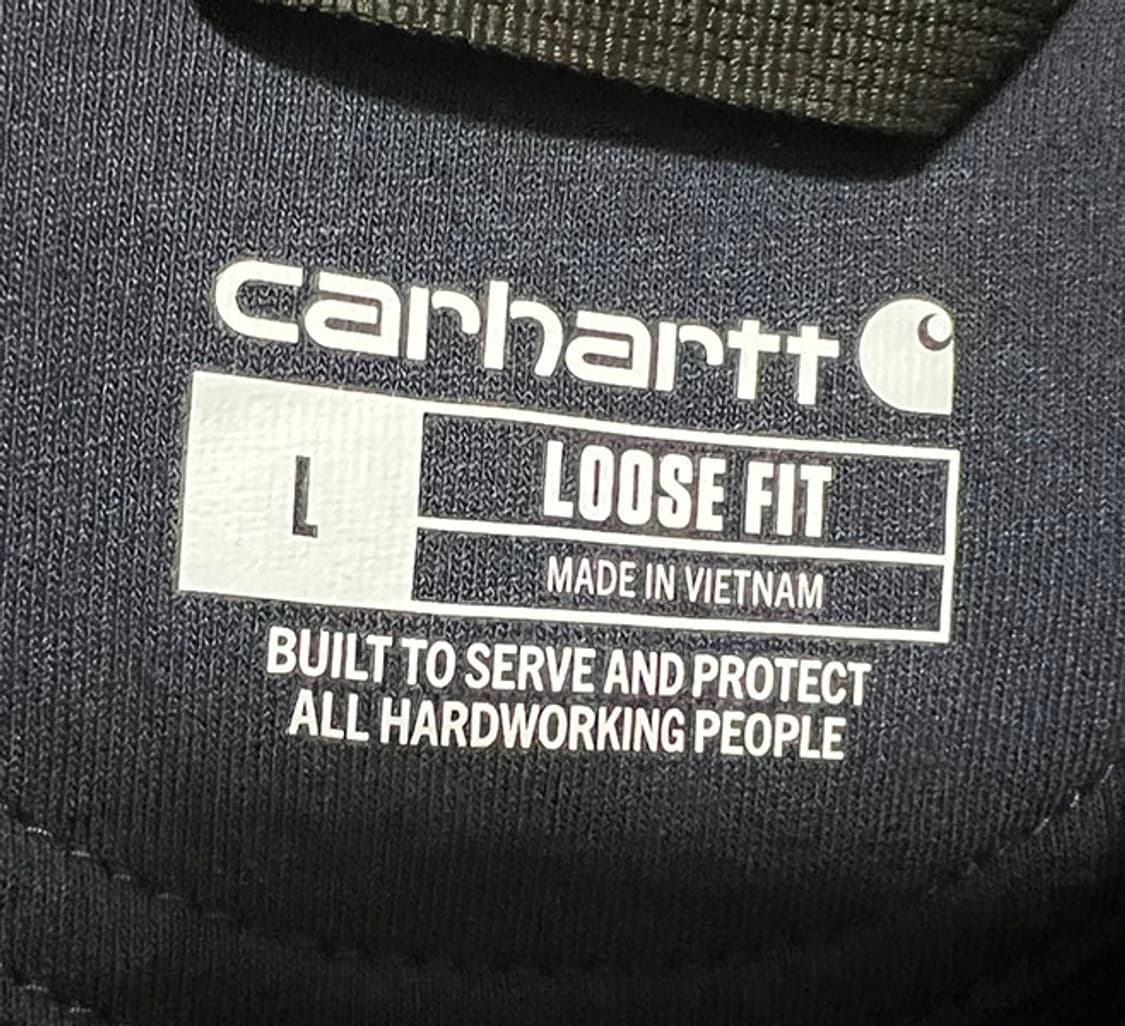 carhartt
L
LOOSE FIT
MADE IN VIETNAM
BUILT TO SERVE AND PROTECT
ALL HARDWORKING PEOPLE